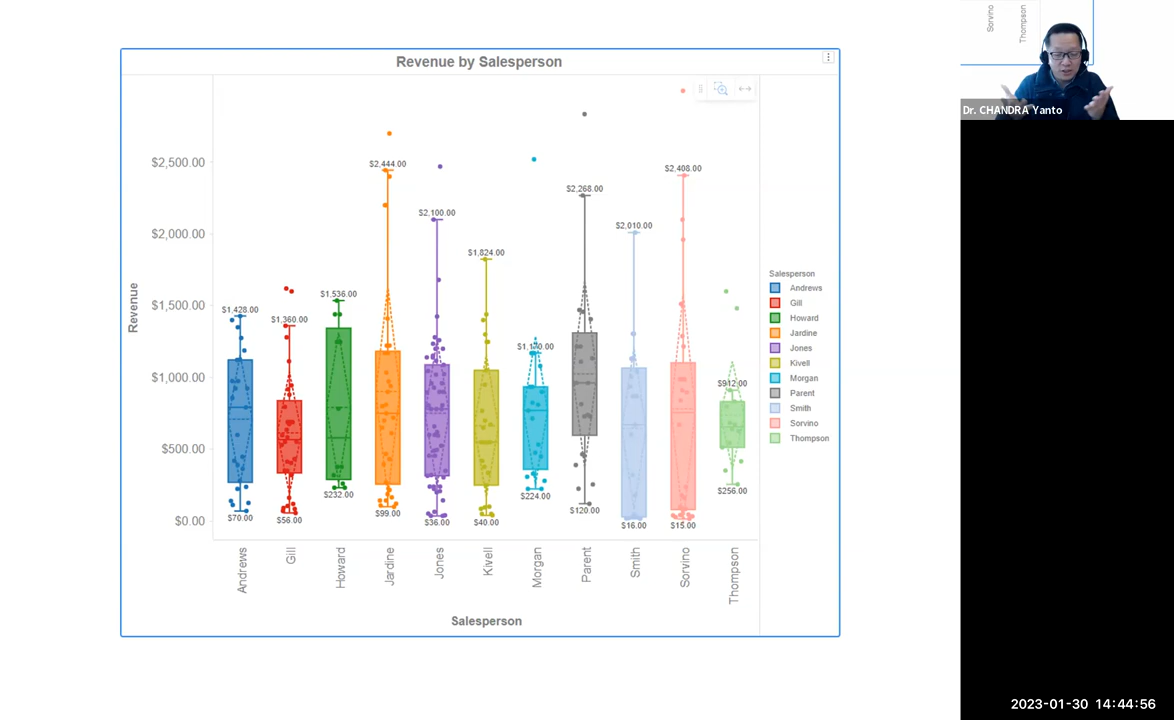 Revenue by Salesperson
Revenue
$2,500.00
$2,000.00
$1,500.00
$1,000.00
$500.00
$0.00
$1,428.00
$70.00
$1,360.00
$56.00
$1,536.00
$232.00
$2,444.00
$99.00
$2,100.00
$36.00
$1,824.00
$40.00
$224.00
$2,268.00
$120.00
$2,010.00
$16.00
$2,408.00
$15.00
$912.00
$256.00
Andrews
Gill
Howard
Jardine
Jones
Kivell
Morgan
Parent
Smith
Sorvino
Thompson
Salesperson
Salesperson
Andrews
Gill
Howard
Jardine
Jones
Kivell
Morgan
Parent
Smith
Sorvino
Thompson
Sorvino
Thompson
Dr. CHANDRA Yanto
2023-01-30 14:44:56